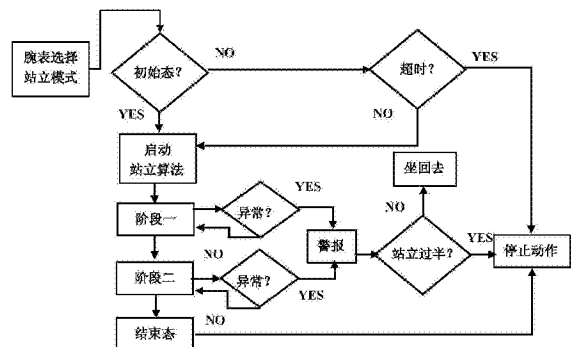 腕表选择
站立模式
初始态？
NO
超时？
YES
YES
NO
启动
站立算法
坐回去
阶段一
异常？
YES
NO
警报
站立过半？
YES
停止动作
NO
阶段二
异常？
YES
NO
结束态